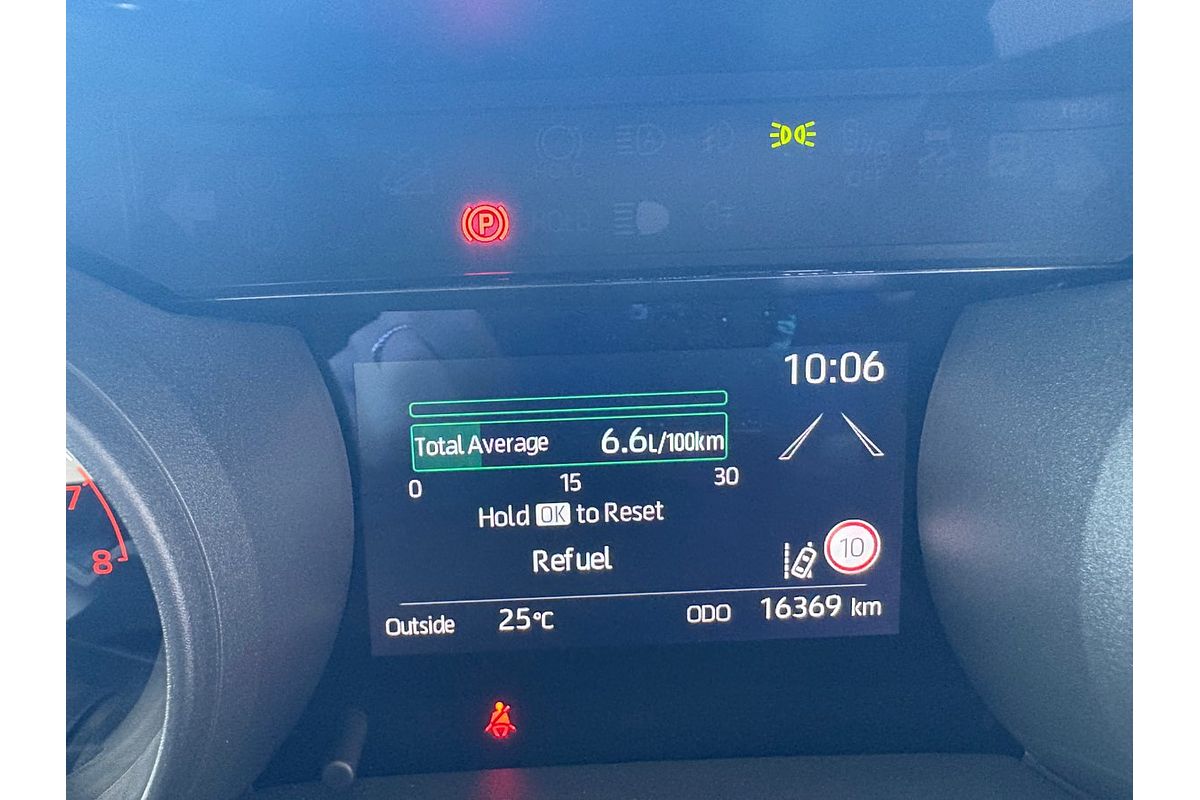 P
10:06
Total Average 6.6L/100km
0 15 30
Hold OK to Reset
Refuel
10
Outside 25°C ODO 16369 km
7
8